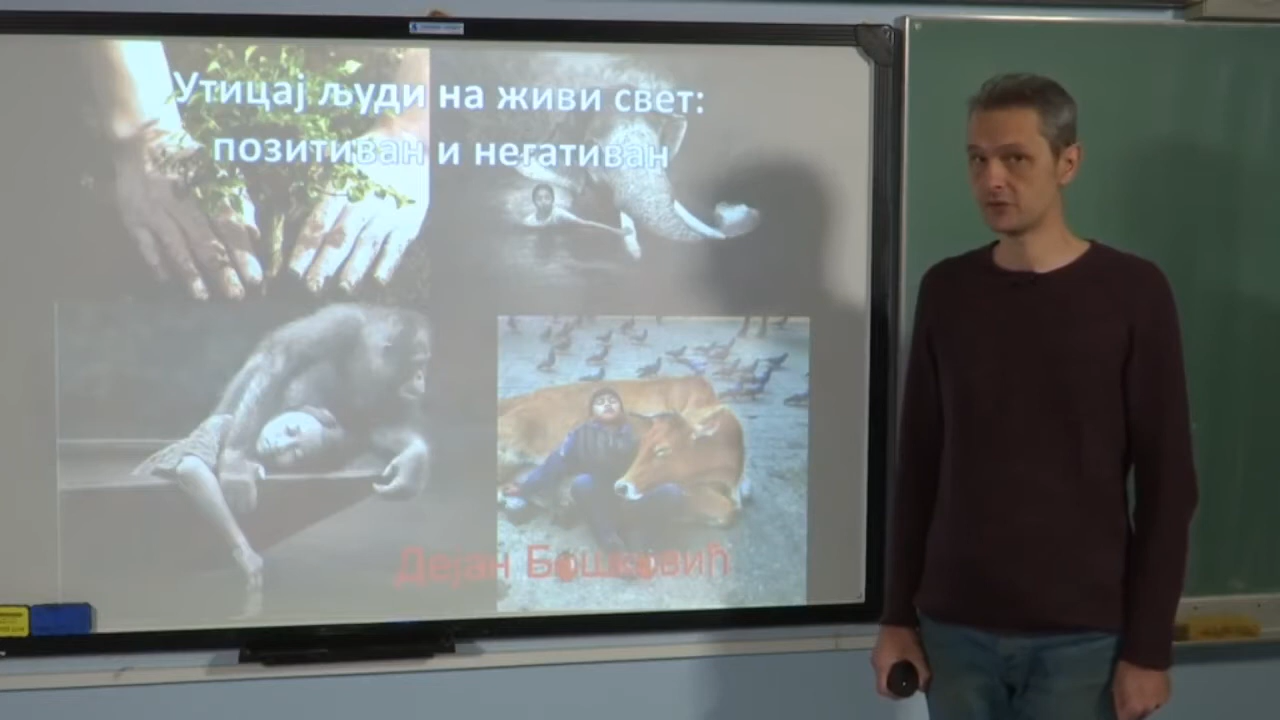 Утицај људи на живи свет:
позитиван и негативан
Дејан Бошковић